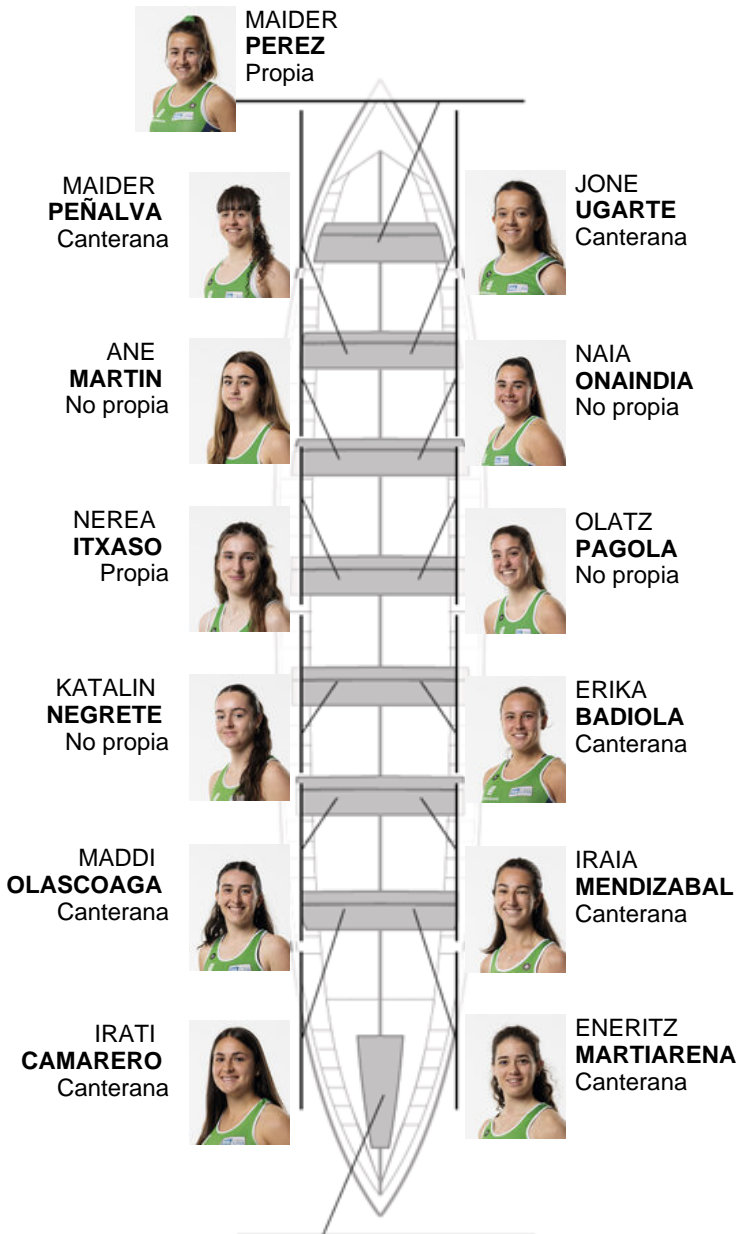 MAIDER
PEREZ
Propia
MAIDER
PEÑALVA
Canterana
JONE
UGARTE
Canterana
ANE
MARTIN
No propia
NAIA
ONAINDIA
No propia
NEREA
ITXASO
Propia
OLATZ
PAGOLA
No propia
KATALIN
NEGRETE
No propia
ERIKA
BADIOLA
Canterana
MADDI
OLASCOAGA
Canterana
IRAIA
MENDIZABAL
Canterana
IRATI
CAMARERO
Canterana
ENERITZ
MARTIARENA
Canterana